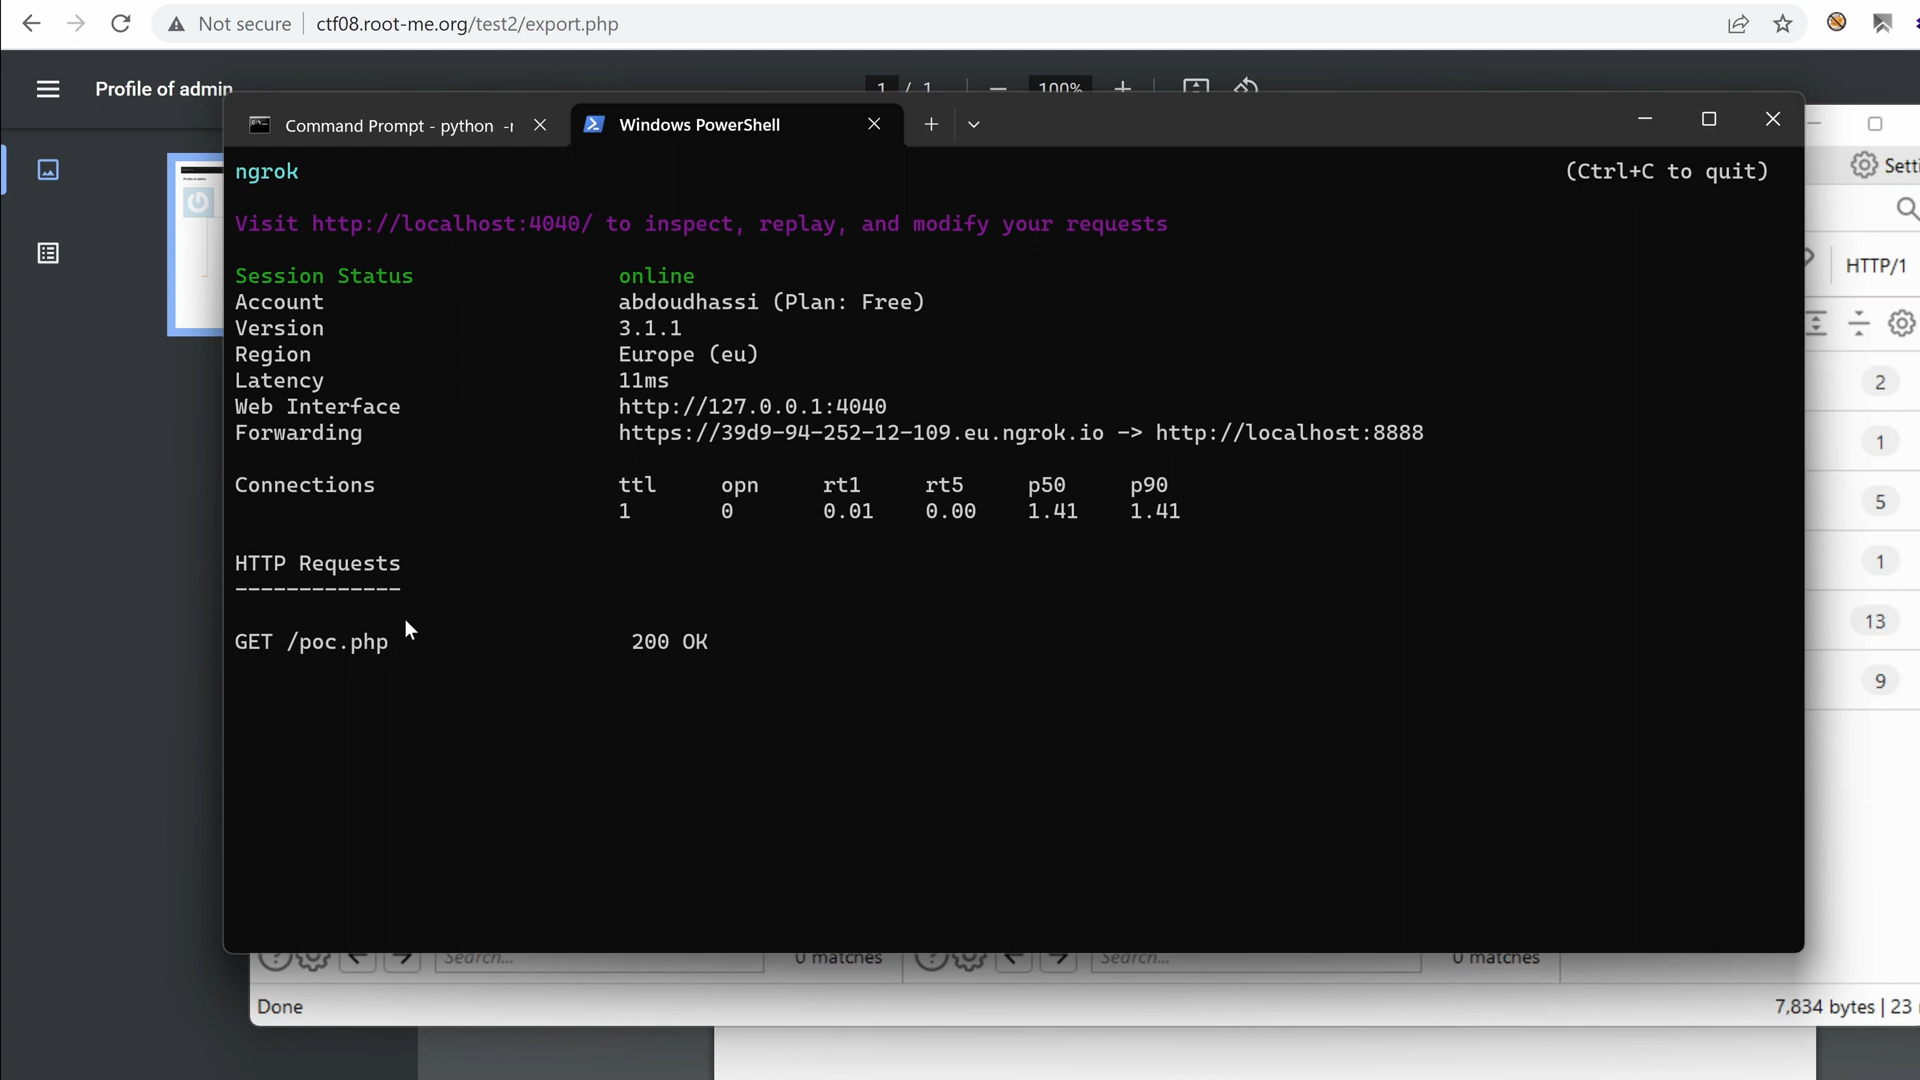 Not secure
ctf08.root-me.org/test2/export.php
Profile of admin
1 / 1
100%
Command Prompt - python -r
Windows PowerShell
ngrok
(Ctrl+C to quit)
Visit http://localhost:4040/ to inspect, replay, and modify your requests
Session Status online
Account abdoudhassi (Plan: Free)
Version 3.1.1
Region Europe (eu)
Latency 11ms
Web Interface http://127.0.0.1:4040
Forwarding https://39d9-94-252-12-109.eu.ngrok.io -> http://localhost:8888
Connections ttl opn rt1 rt5 p50 p90
1 0 0.01 0.00 1.41 1.41
HTTP Requests
-------------
GET /poc.php 200 OK
Setti
HTTP/1
2
1
5
1
13
9
Search... 0 matches Search... 0 matches
Done
7,834 bytes | 23